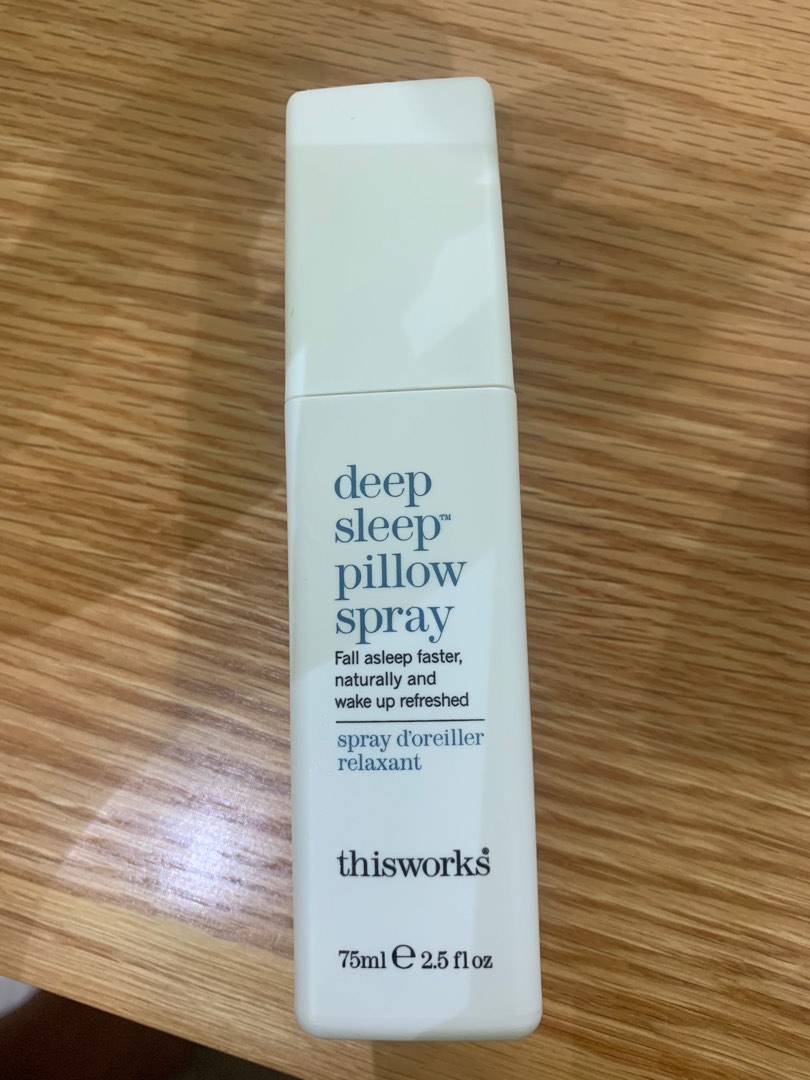 deep
sleep™
pillow
spray
Fall asleep faster,
naturally and
wake up refreshed
spray d'oreiller
relaxant
thisworks®
75ml ℮ 2.5 fl oz